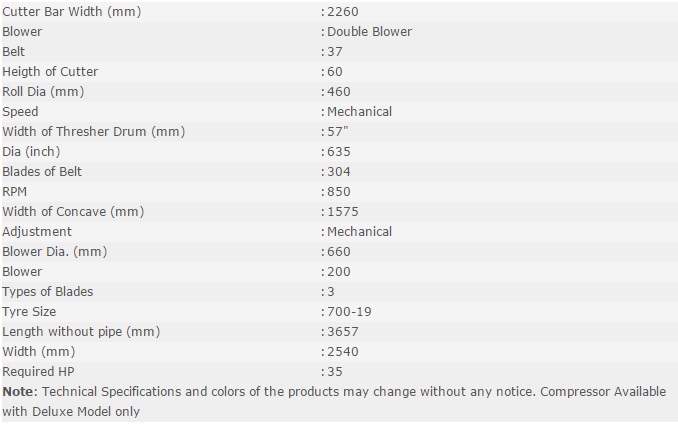 Cutter Bar Width (mm) : 2260
Blower : Double Blower
Belt : 37
Heigth of Cutter : 60
Roll Dia (mm) : 460
Speed : Mechanical
Width of Thresher Drum (mm) : 57"
Dia (inch) : 635
Blades of Belt : 304
RPM : 850
Width of Concave (mm) : 1575
Adjustment : Mechanical
Blower Dia. (mm) : 660
Blower : 200
Types of Blades : 3
Tyre Size : 700-19
Length without pipe (mm) : 3657
Width (mm) : 2540
Required HP : 35
Note: Technical Specifications and colors of the products may change without any notice. Compressor Available
with Deluxe Model only